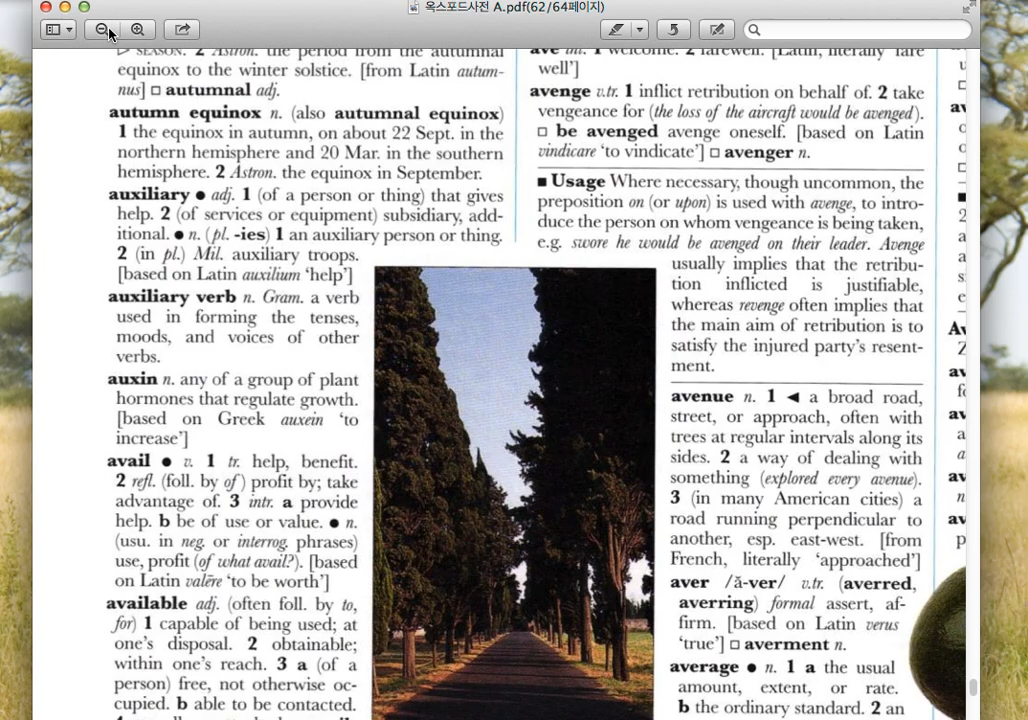 옥스포드사전 A.pdf(62/64페이지)
▷ SEASON. 2 Astron. the period from the autumnal
equinox to the winter solstice. [from Latin autum-
nus] □ autumnal adj.
autumn equinox n. (also autumnal equinox)
1 the equinox in autumn, on about 22 Sept. in the
northern hemisphere and 20 Mar. in the southern
hemisphere. 2 Astron. the equinox in September.
auxiliary ● adj. 1 (of a person or thing) that gives
help. 2 (of services or equipment) subsidiary, add-
itional. ● n. (pl. -ies) 1 an auxiliary person or thing.
2 (in pl.) Mil. auxiliary troops.
[based on Latin auxilium ‘help’]
auxiliary verb n. Gram. a verb
used in forming the tenses,
moods, and voices of other
verbs.
auxin n. any of a group of plant
hormones that regulate growth.
[based on Greek auxein ‘to
increase’]
avail ● v. 1 tr. help, benefit.
2 refl. (foll. by of) profit by; take
advantage of. 3 intr. a provide
help. b be of use or value. ● n.
(usu. in neg. or interrog. phrases)
use, profit (of what avail?). [based
on Latin valēre ‘to be worth’]
available adj. (often foll. by to,
for) 1 capable of being used; at
one’s disposal. 2 obtainable;
within one’s reach. 3 a (of a
person) free, not otherwise oc-
cupied. b able to be contacted.
ave int. 1 welcome. 2 farewell. [Latin, literally ‘fare
well’]
avenge v.tr. 1 inflict retribution on behalf of. 2 take
vengeance for (the loss of the aircraft would be avenged).
□ be avenged avenge oneself. [based on Latin
vindicare ‘to vindicate’] □ avenger n.
■ Usage Where necessary, though uncommon, the
preposition on (or upon) is used with avenge, to intro-
duce the person on whom vengeance is being taken,
e.g. swore he would be avenged on their leader. Avenge
usually implies that the retribu-
tion inflicted is justifiable,
whereas revenge often implies that
the main aim of retribution is to
satisfy the injured party’s resent-
ment.
avenue n. 1 ◄ a broad road,
street, or approach, often with
trees at regular intervals along its
sides. 2 a way of dealing with
something (explored every avenue).
3 (in many American cities) a
road running perpendicular to
another, esp. east-west. [from
French, literally ‘approached’]
aver /ă-ver/ v.tr. (averred,
averring) formal assert, af-
firm. [based on Latin verus
‘true’] □ averment n.
average ● n. 1 a the usual
amount, extent, or rate.
b the ordinary standard. 2 an